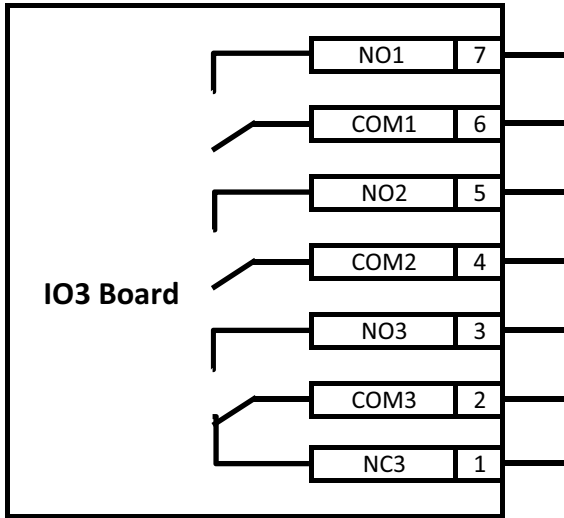 NO1 7
COM1 6
NO2 5
COM2 4
IO3 Board
NO3 3
COM3 2
NC3 1